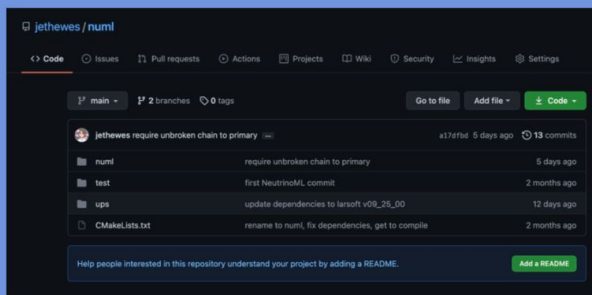 jethewes / numl
Code Issues Pull requests Actions Projects Wiki Security Insights Settings
main 2 branches 0 tags Go to file Add file Code
jethewes require unbroken chain to primary ... a17dfbd 5 days ago 13 commits
numl require unbroken chain to primary 5 days ago
test first NeutrinoML commit 2 months ago
ups update dependencies to larsoft v09_25_00 12 days ago
CMakeLists.txt rename to numl, fix dependencies, get to compile 2 months ago
Help people interested in this repository understand your project by adding a README. Add a README